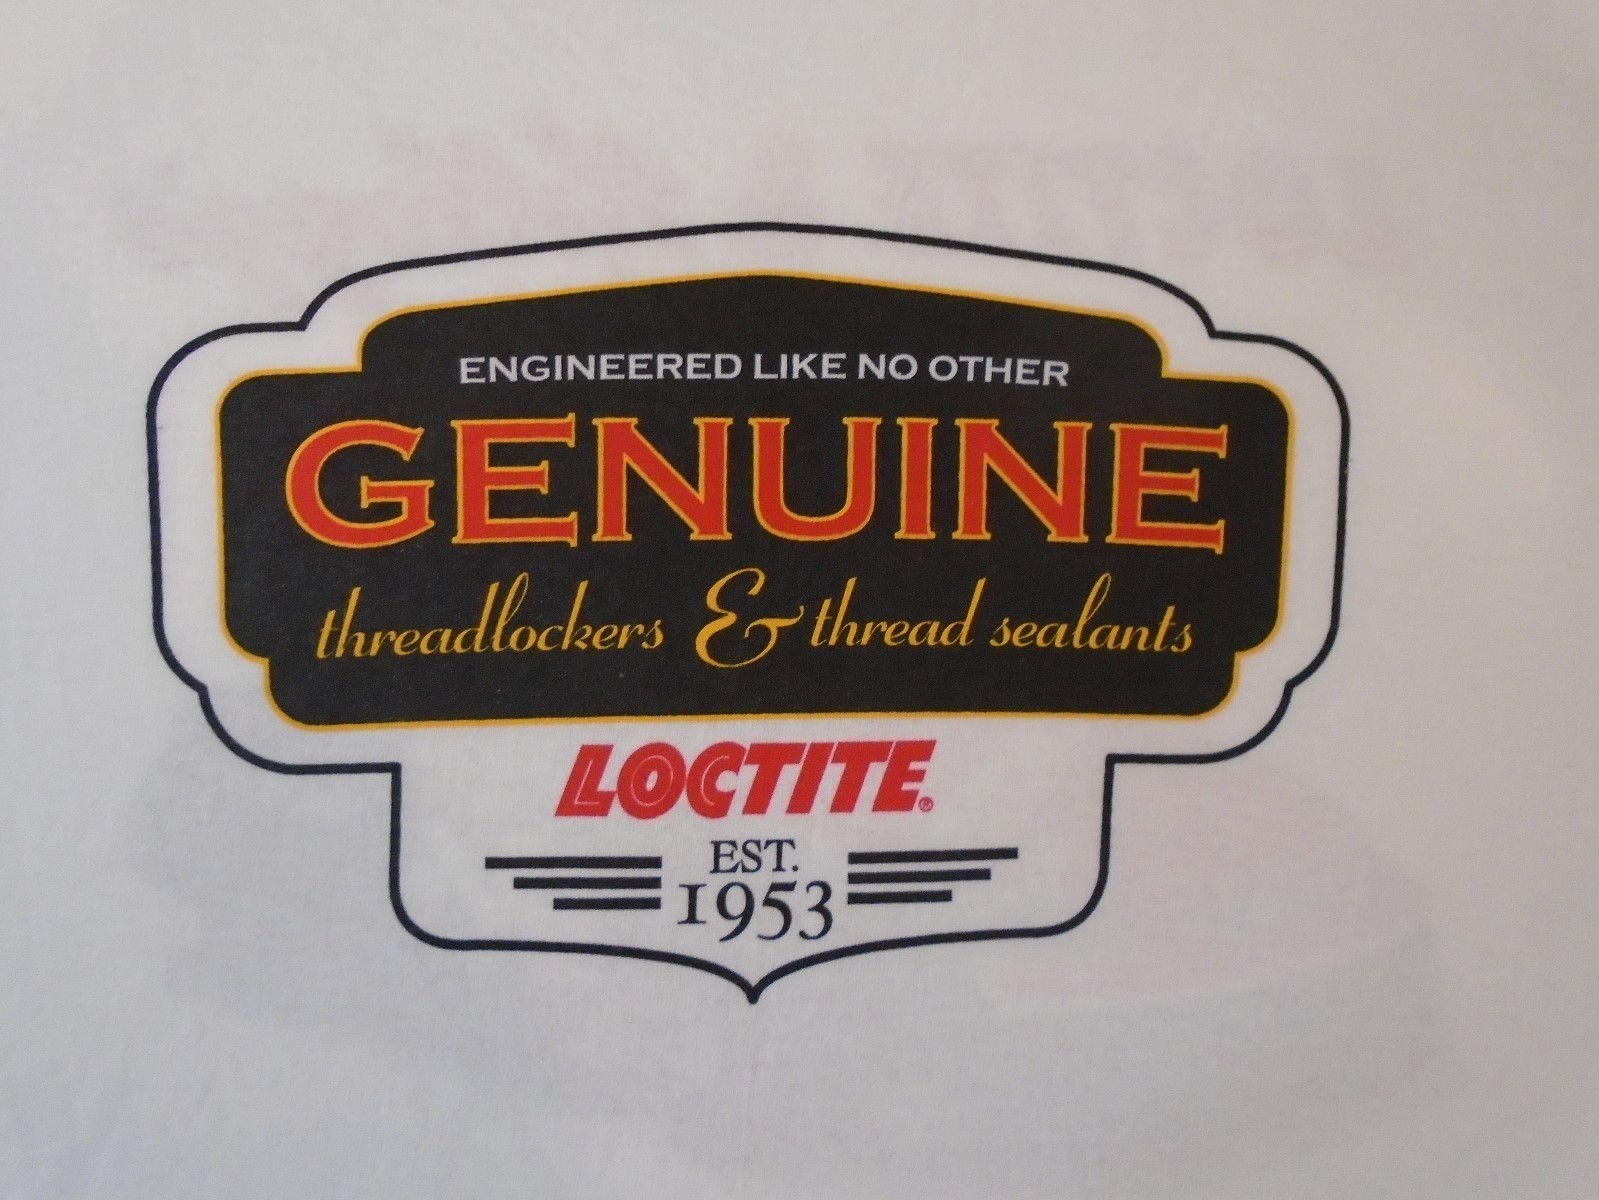 ENGINEERED LIKE NO OTHER
GENUINE
threadlockers & thread sealants
LOCTITE®
EST.
1953